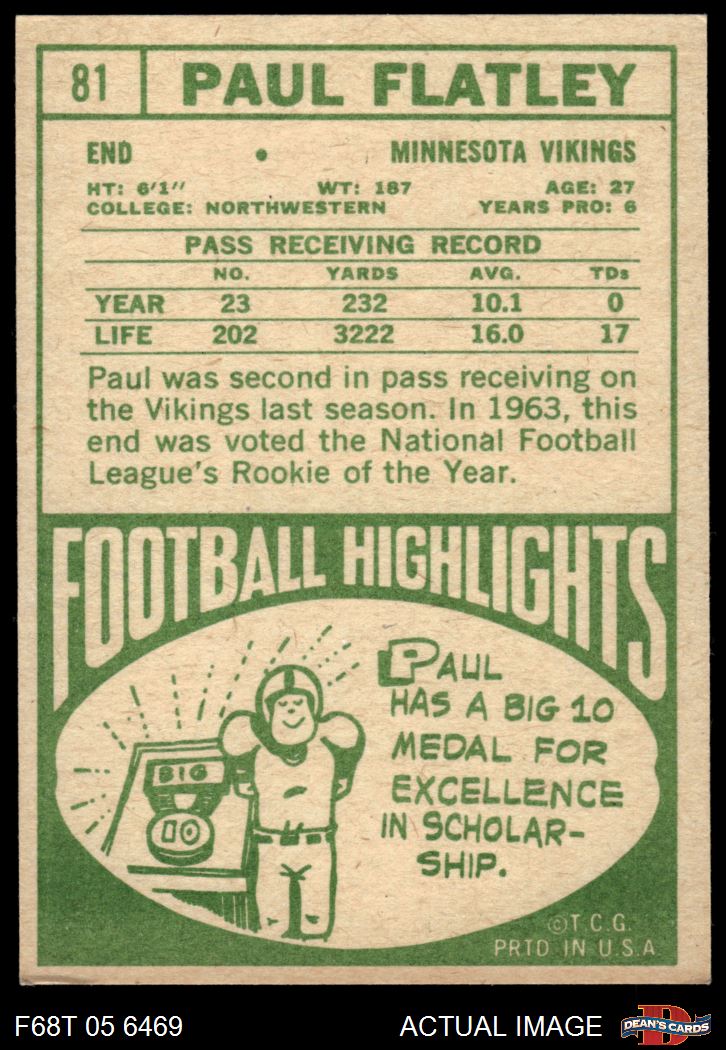 81 PAUL FLATLEY
END • MINNESOTA VIKINGS
HT: 6'1" WT: 187 AGE: 27
COLLEGE: NORTHWESTERN YEARS PRO: 6
PASS RECEIVING RECORD
NO. YARDS AVG. TDs
YEAR 23 232 10.1 0
LIFE 202 3222 16.0 17
Paul was second in pass receiving on
the Vikings last season. In 1963, this
end was voted the National Football
League's Rookie of the Year.
FOOTBALL HIGHLIGHTS
PAUL
HAS A BIG 10
MEDAL FOR
EXCELLENCE
IN SCHOLAR-
SHIP.
BIG
10
©T.C.G.
PRTD IN U.S.A
F68T 05 6469 ACTUAL IMAGE
D
DEAN'S CARDS